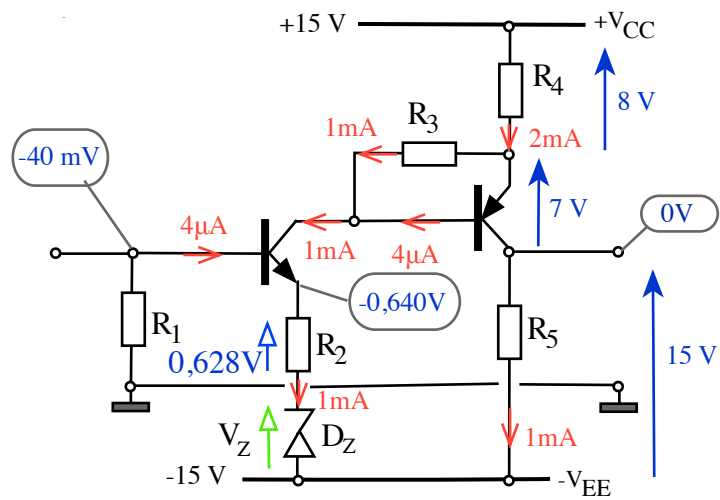 +15 V
+VCC
R4
8 V
R3
1mA
2mA
-40 mV
7 V
0V
4µA
1mA
4µA
-0,640V
R1
R5
15 V
0,628V
R2
1mA
VZ
DZ
1mA
-15 V
-VEE